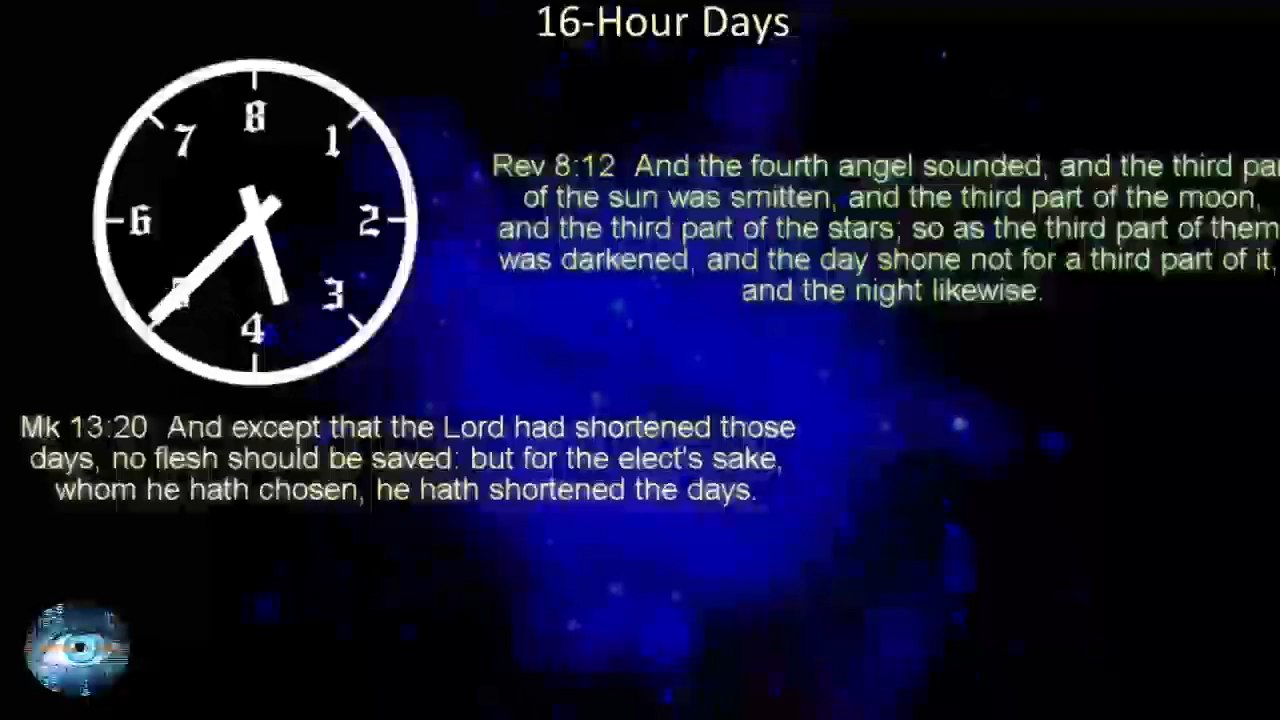 16-Hour Days
8
7
1
6
2
3
4
Rev 8:12 And the fourth angel sounded, and the third
of the sun was smitten, and the third part of the moon,
and the third part of the stars; so as the third part of them
was darkened, and the day shone not for a third part of it,
and the night likewise.
Mk 13:20 And except that the Lord had shortened those
days, no flesh should be saved: but for the elect's sake,
whom he hath chosen, he hath shortened the days.